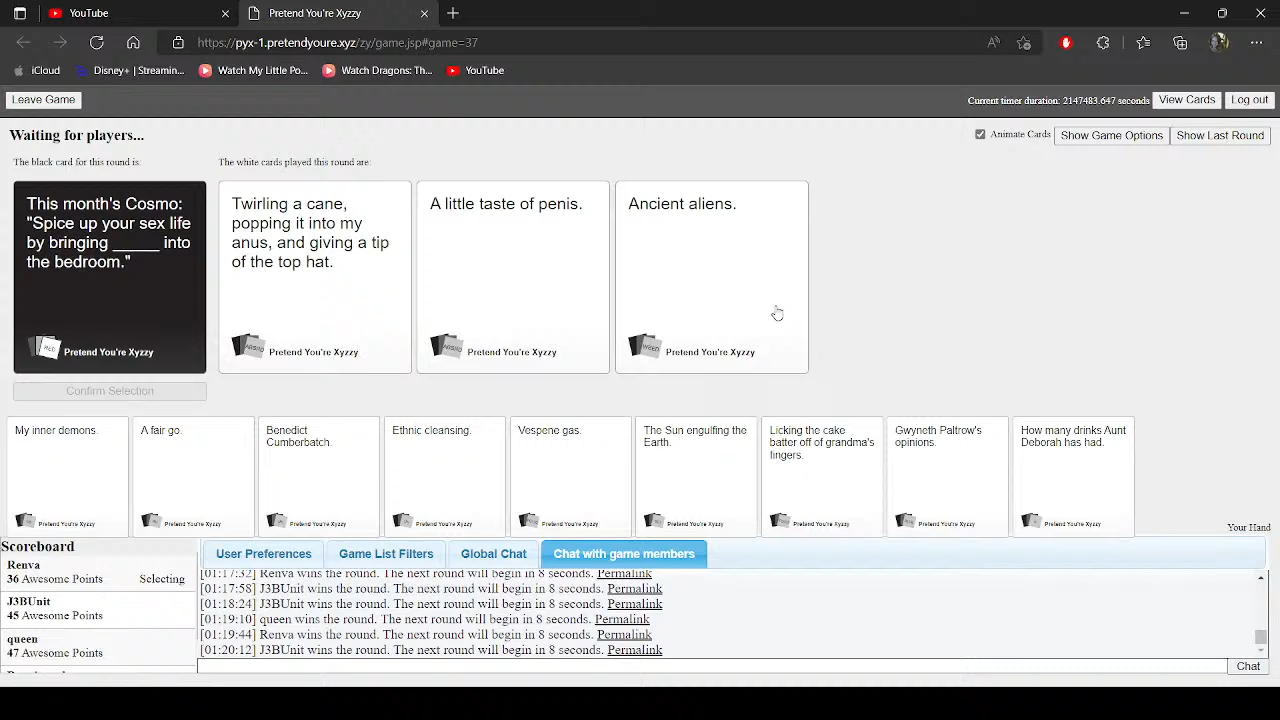 YouTube
Pretend You're Xyzzy
https://pyx-1.pretendyoure.xyz/zy/game.jsp#game=37
iCloud
Disney+ | Streamin...
Watch My Little Po...
Watch Dragons: Th...
YouTube
Leave Game
Current timer duration: 2147483.647 seconds
View Cards
Log out
Waiting for players...
Animate Cards
Show Game Options
Show Last Round
The black card for this round is:
The white cards played this round are:
This month's Cosmo:
"Spice up your sex life
by bringing _____ into
the bedroom."
RED
Pretend You're Xyzzy
Twirling a cane,
popping it into my
anus, and giving a tip
of the top hat.
ABSRD
Pretend You're Xyzzy
A little taste of penis.
ABSRD
Pretend You're Xyzzy
Ancient aliens.
Pretend You're Xyzzy
Confirm Selection
My inner demons.
Pretend You're Xyzzy
A fair go.
Pretend You're Xyzzy
Benedict
Cumberbatch.
Pretend You're Xyzzy
Ethnic cleansing.
Pretend You're Xyzzy
Vespene gas.
Pretend You're Xyzzy
The Sun engulfing the
Earth.
Pretend You're Xyzzy
Licking the cake
batter off of grandma's
fingers.
Pretend You're Xyzzy
Gwyneth Paltrow's
opinions.
Pretend You're Xyzzy
How many drinks Aunt
Deborah has had.
Pretend You're Xyzzy
Your Hand
Scoreboard
Renva
36 Awesome Points
Selecting
J3BUnit
45 Awesome Points
queen
47 Awesome Points
User Preferences
Game List Filters
Global Chat
Chat with game members
[01:17:32] Renva wins the round. The next round will begin in 8 seconds. Permalink
[01:17:58] J3BUnit wins the round. The next round will begin in 8 seconds. Permalink
[01:18:24] J3BUnit wins the round. The next round will begin in 8 seconds. Permalink
[01:19:10] queen wins the round. The next round will begin in 8 seconds. Permalink
[01:19:44] Renva wins the round. The next round will begin in 8 seconds. Permalink
[01:20:12] J3BUnit wins the round. The next round will begin in 8 seconds. Permalink
Chat